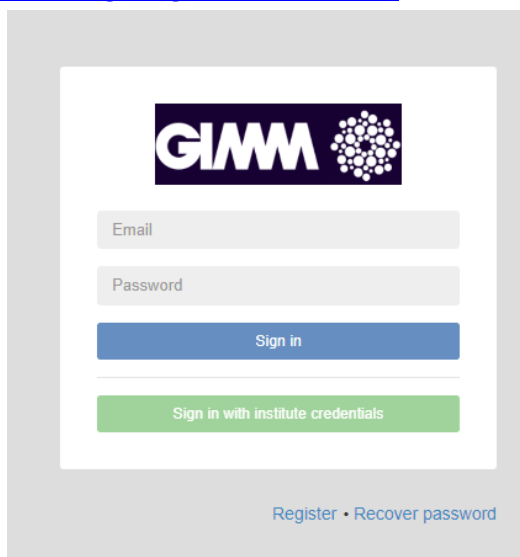 GIMM
Email
Password
Sign in
Sign in with institute credentials
Register • Recover password